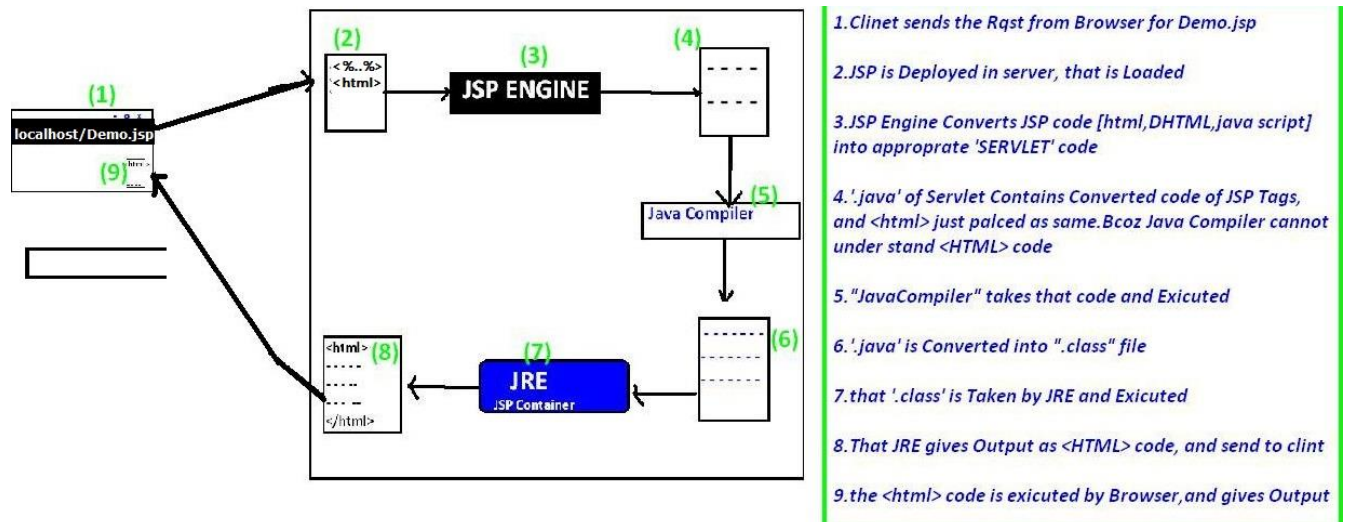 (1)
localhost/Demo.jsp
(9)
(2)
<%..%>
<html>
(3)
JSP ENGINE
(4)
(5)
Java Compiler
(6)
(7)
JRE
JSP Container
(8)
<html>
</html>
1.Clinet sends the Rqst from Browser for Demo.jsp
2.JSP is Deployed in server, that is Loaded
3.JSP Engine Converts JSP code [html,DHTML,java script]
into approprate 'SERVLET' code
4.'.java' of Servlet Contains Converted code of JSP Tags,
and <html> just palced as same.Bcoz Java Compiler cannot
under stand <HTML> code
5."JavaCompiler" takes that code and Exicuted
6.'.java' is Converted into ".class" file
7.that '.class' is Taken by JRE and Exicuted
8.That JRE gives Output as <HTML> code, and send to clint
9.the <html> code is exicuted by Browser,and gives Output